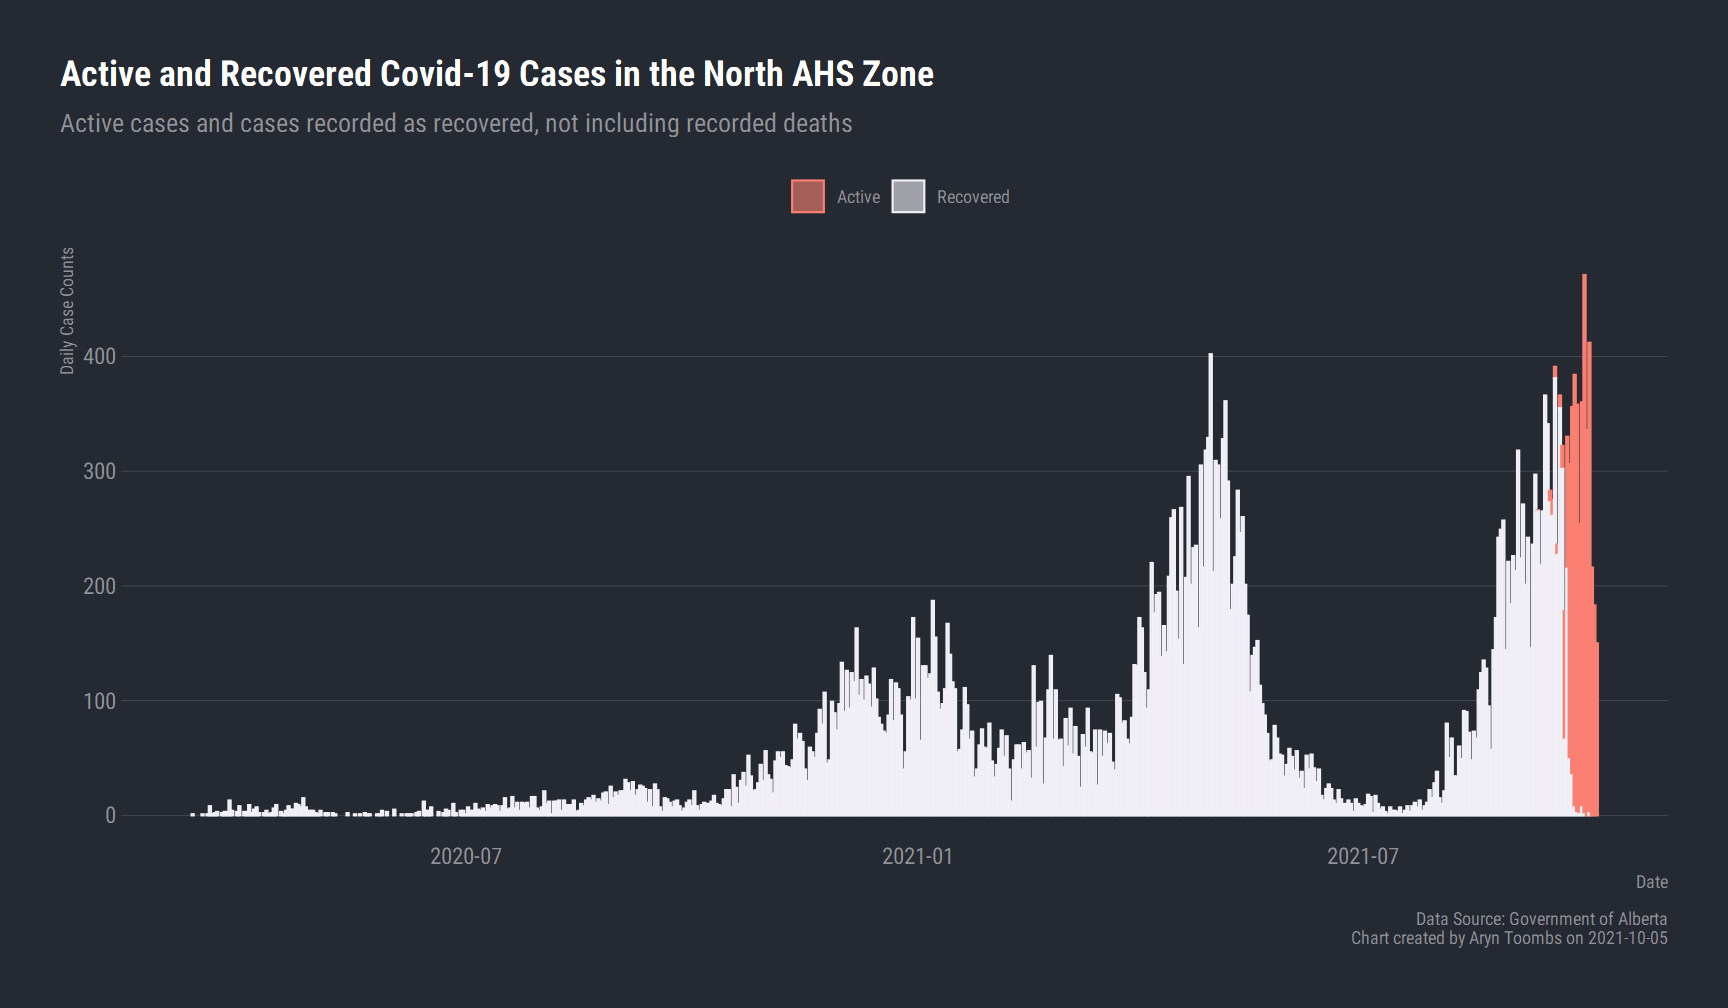 Active and Recovered Covid-19 Cases in the North AHS Zone
Active cases and cases recorded as recovered, not including recorded deaths
Active
Recovered
Daily Case Counts
400
300
200
100
0
2020-07
2021-01
2021-07
Date
Data Source: Government of Alberta
Chart created by Aryn Toombs on 2021-10-05